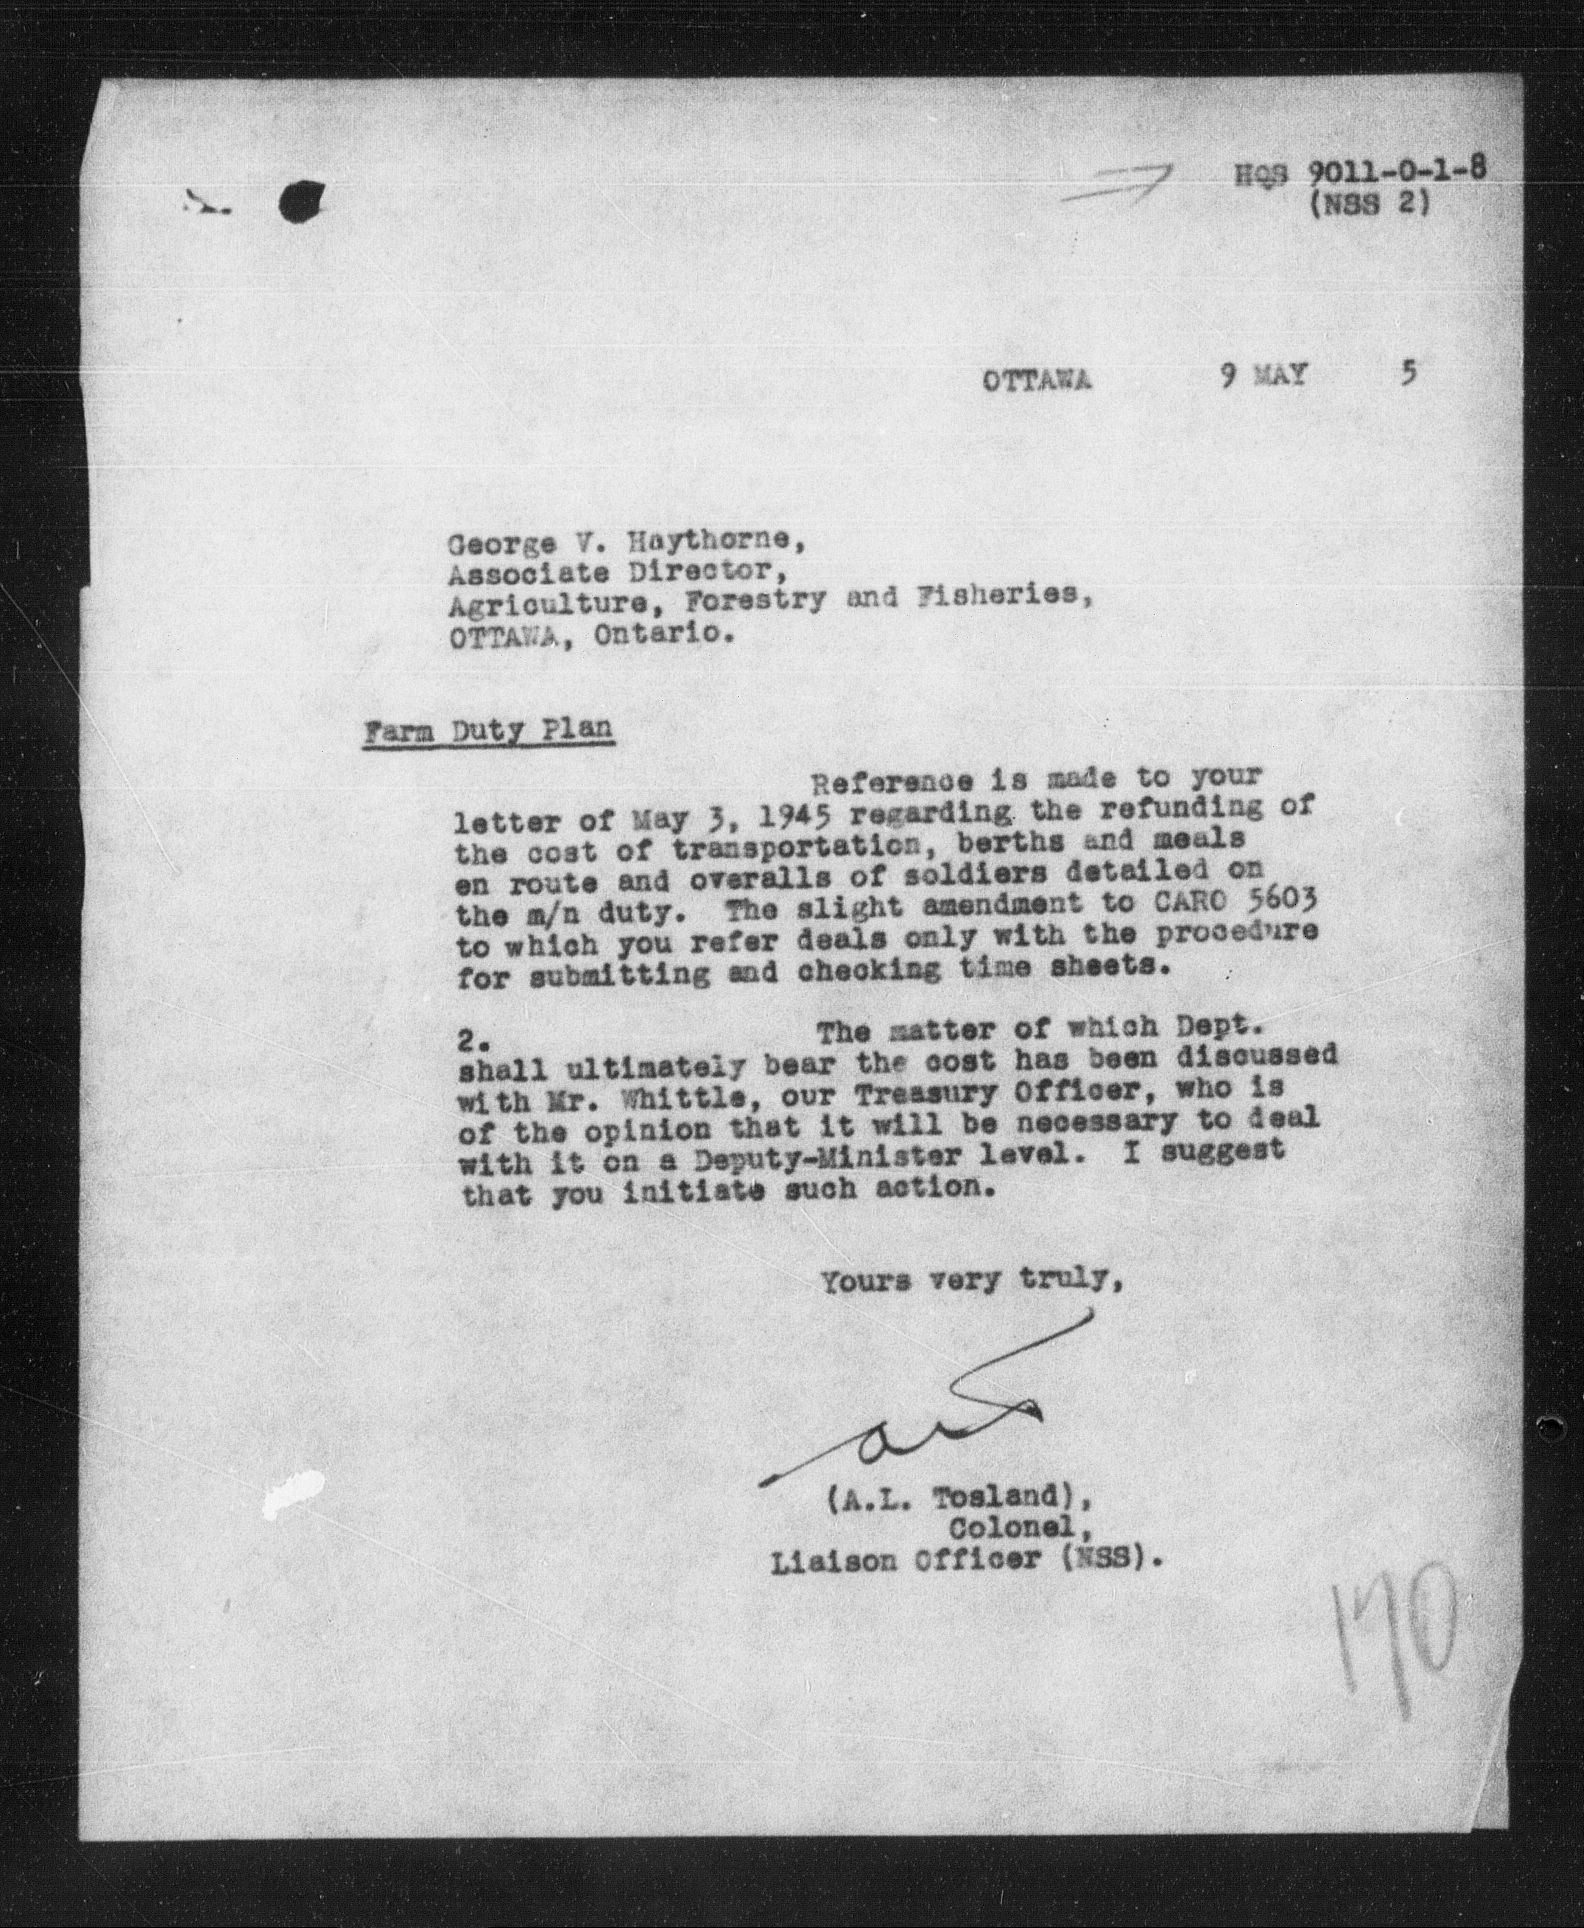 HQS 9011-0-1-8
(NSS 2)
OTTAWA 9 MAY 5
George V. Haythorne,
Associate Director,
Agriculture, Forestry and Fisheries,
OTTAWA, Ontario.
Farm Duty Plan
Reference is made to your
letter of May 3, 1945 regarding the refunding of
the cost of transportation, berths and meals
en route and overalls of soldiers detailed on
the m/n duty. The slight amendment to CARO 5603
to which you refer deals only with the procedure
for submitting and checking time sheets.
2. The matter of which Dept.
shall ultimately bear the cost has been discussed
with Mr. Whittle, our Treasury Officer, who is
of the opinion that it will be necessary to deal
with it on a Deputy-Minister level. I suggest
that you initiate such action.
Yours very truly,
(A.L. Tosland),
Colonel,
Liaison Officer (NSS).
170